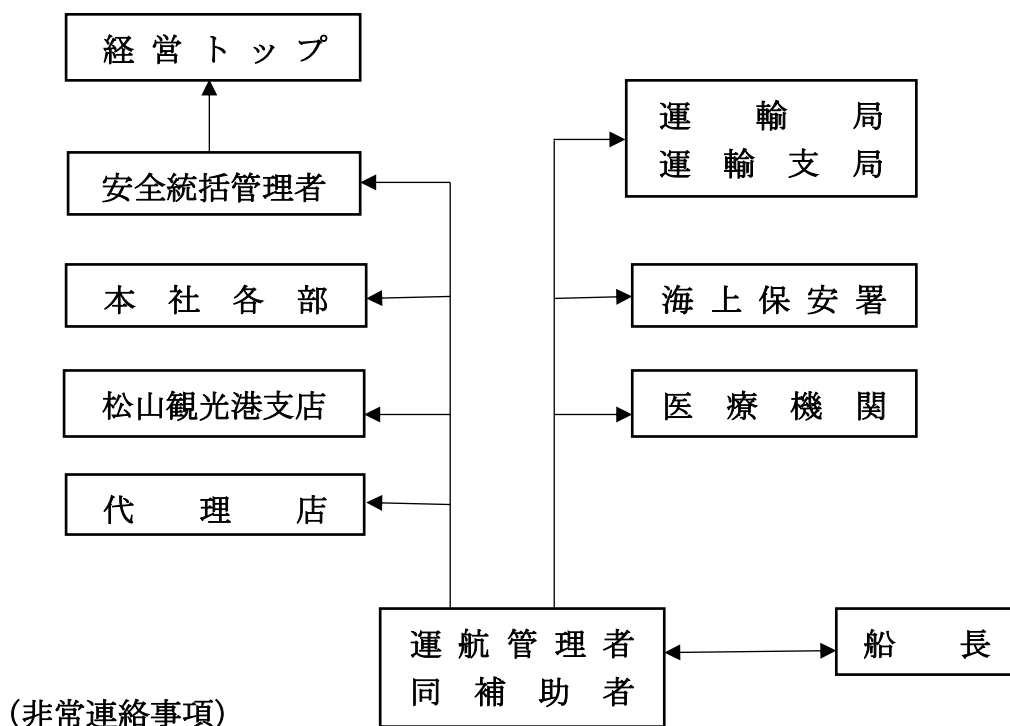 経営トップ
安全統括管理者
本社各部
松山観光港支店
代理店
運輸局
運輸支局
海上保安署
医療機関
運航管理者
同補助者
船長
(非常連絡事項)